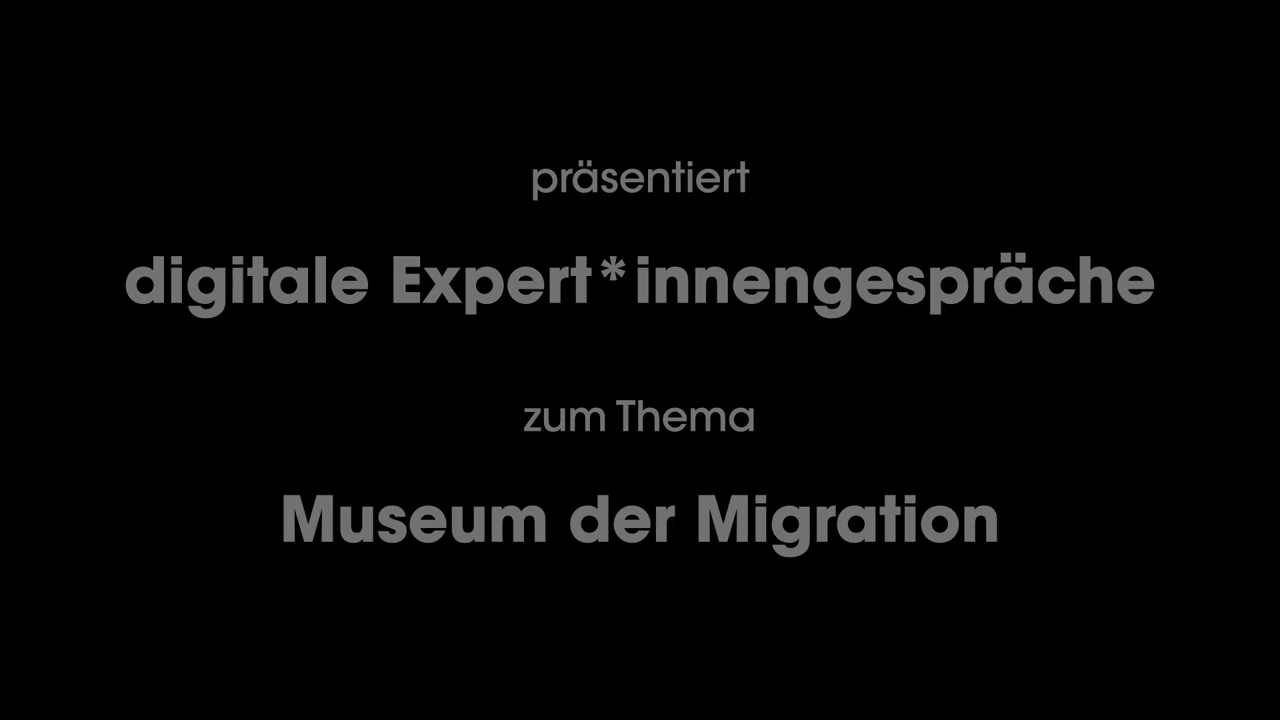 präsentiert
digitale Expert*innengespräche
zum Thema
Museum der Migration